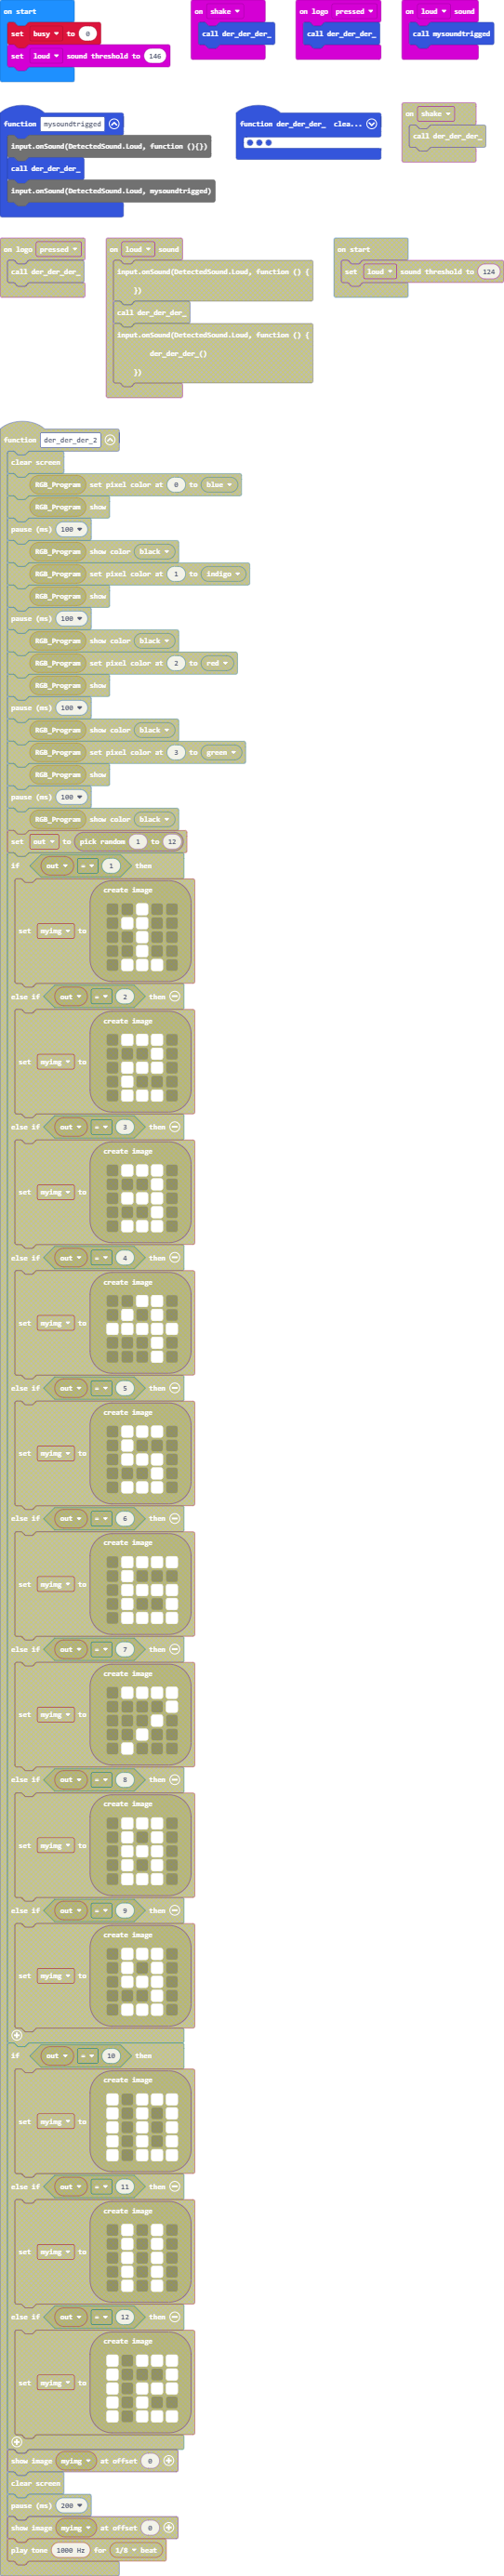 on start
set busy to 0
set loud sound threshold to 146
on shake
call der_der_der_
on logo pressed
call der_der_der_
on loud sound
call mysoundtrigged
function mysoundtrigged
input.onSound(DetectedSound.Loud, function (){})
call der_der_der_
input.onSound(DetectedSound.Loud, mysoundtrigged)
function der_der_der_ clea...
on shake
call der_der_der_
on logo pressed
call der_der_der_
on loud sound
input.onSound(DetectedSound.Loud, function () {
})
call der_der_der_
input.onSound(DetectedSound.Loud, function () {
der_der_der_()
})
on start
set loud sound threshold to 124
function der_der_der_2
clear screen
RGB_Program set pixel color at 0 to blue
RGB_Program show
pause (ms) 100
RGB_Program show color black
RGB_Program set pixel color at 1 to indigo
RGB_Program show
pause (ms) 100
RGB_Program show color black
RGB_Program set pixel color at 2 to red
RGB_Program show
pause (ms) 100
RGB_Program show color black
RGB_Program set pixel color at 3 to green
RGB_Program show
pause (ms) 100
RGB_Program show color black
set out to pick random 1 to 12
if out = 1 then
create image
set myimg to
else if out = 2 then
create image
set myimg to
else if out = 3 then
create image
set myimg to
else if out = 4 then
create image
set myimg to
else if out = 5 then
create image
set myimg to
else if out = 6 then
create image
set myimg to
else if out = 7 then
create image
set myimg to
else if out = 8 then
create image
set myimg to
else if out = 9 then
create image
set myimg to
if out = 10 then
create image
set myimg to
else if out = 11 then
create image
set myimg to
else if out = 12 then
create image
set myimg to
show image myimg at offset 0
clear screen
pause (ms) 200
show image myimg at offset 0
play tone 1000 Hz for 1/8 beat